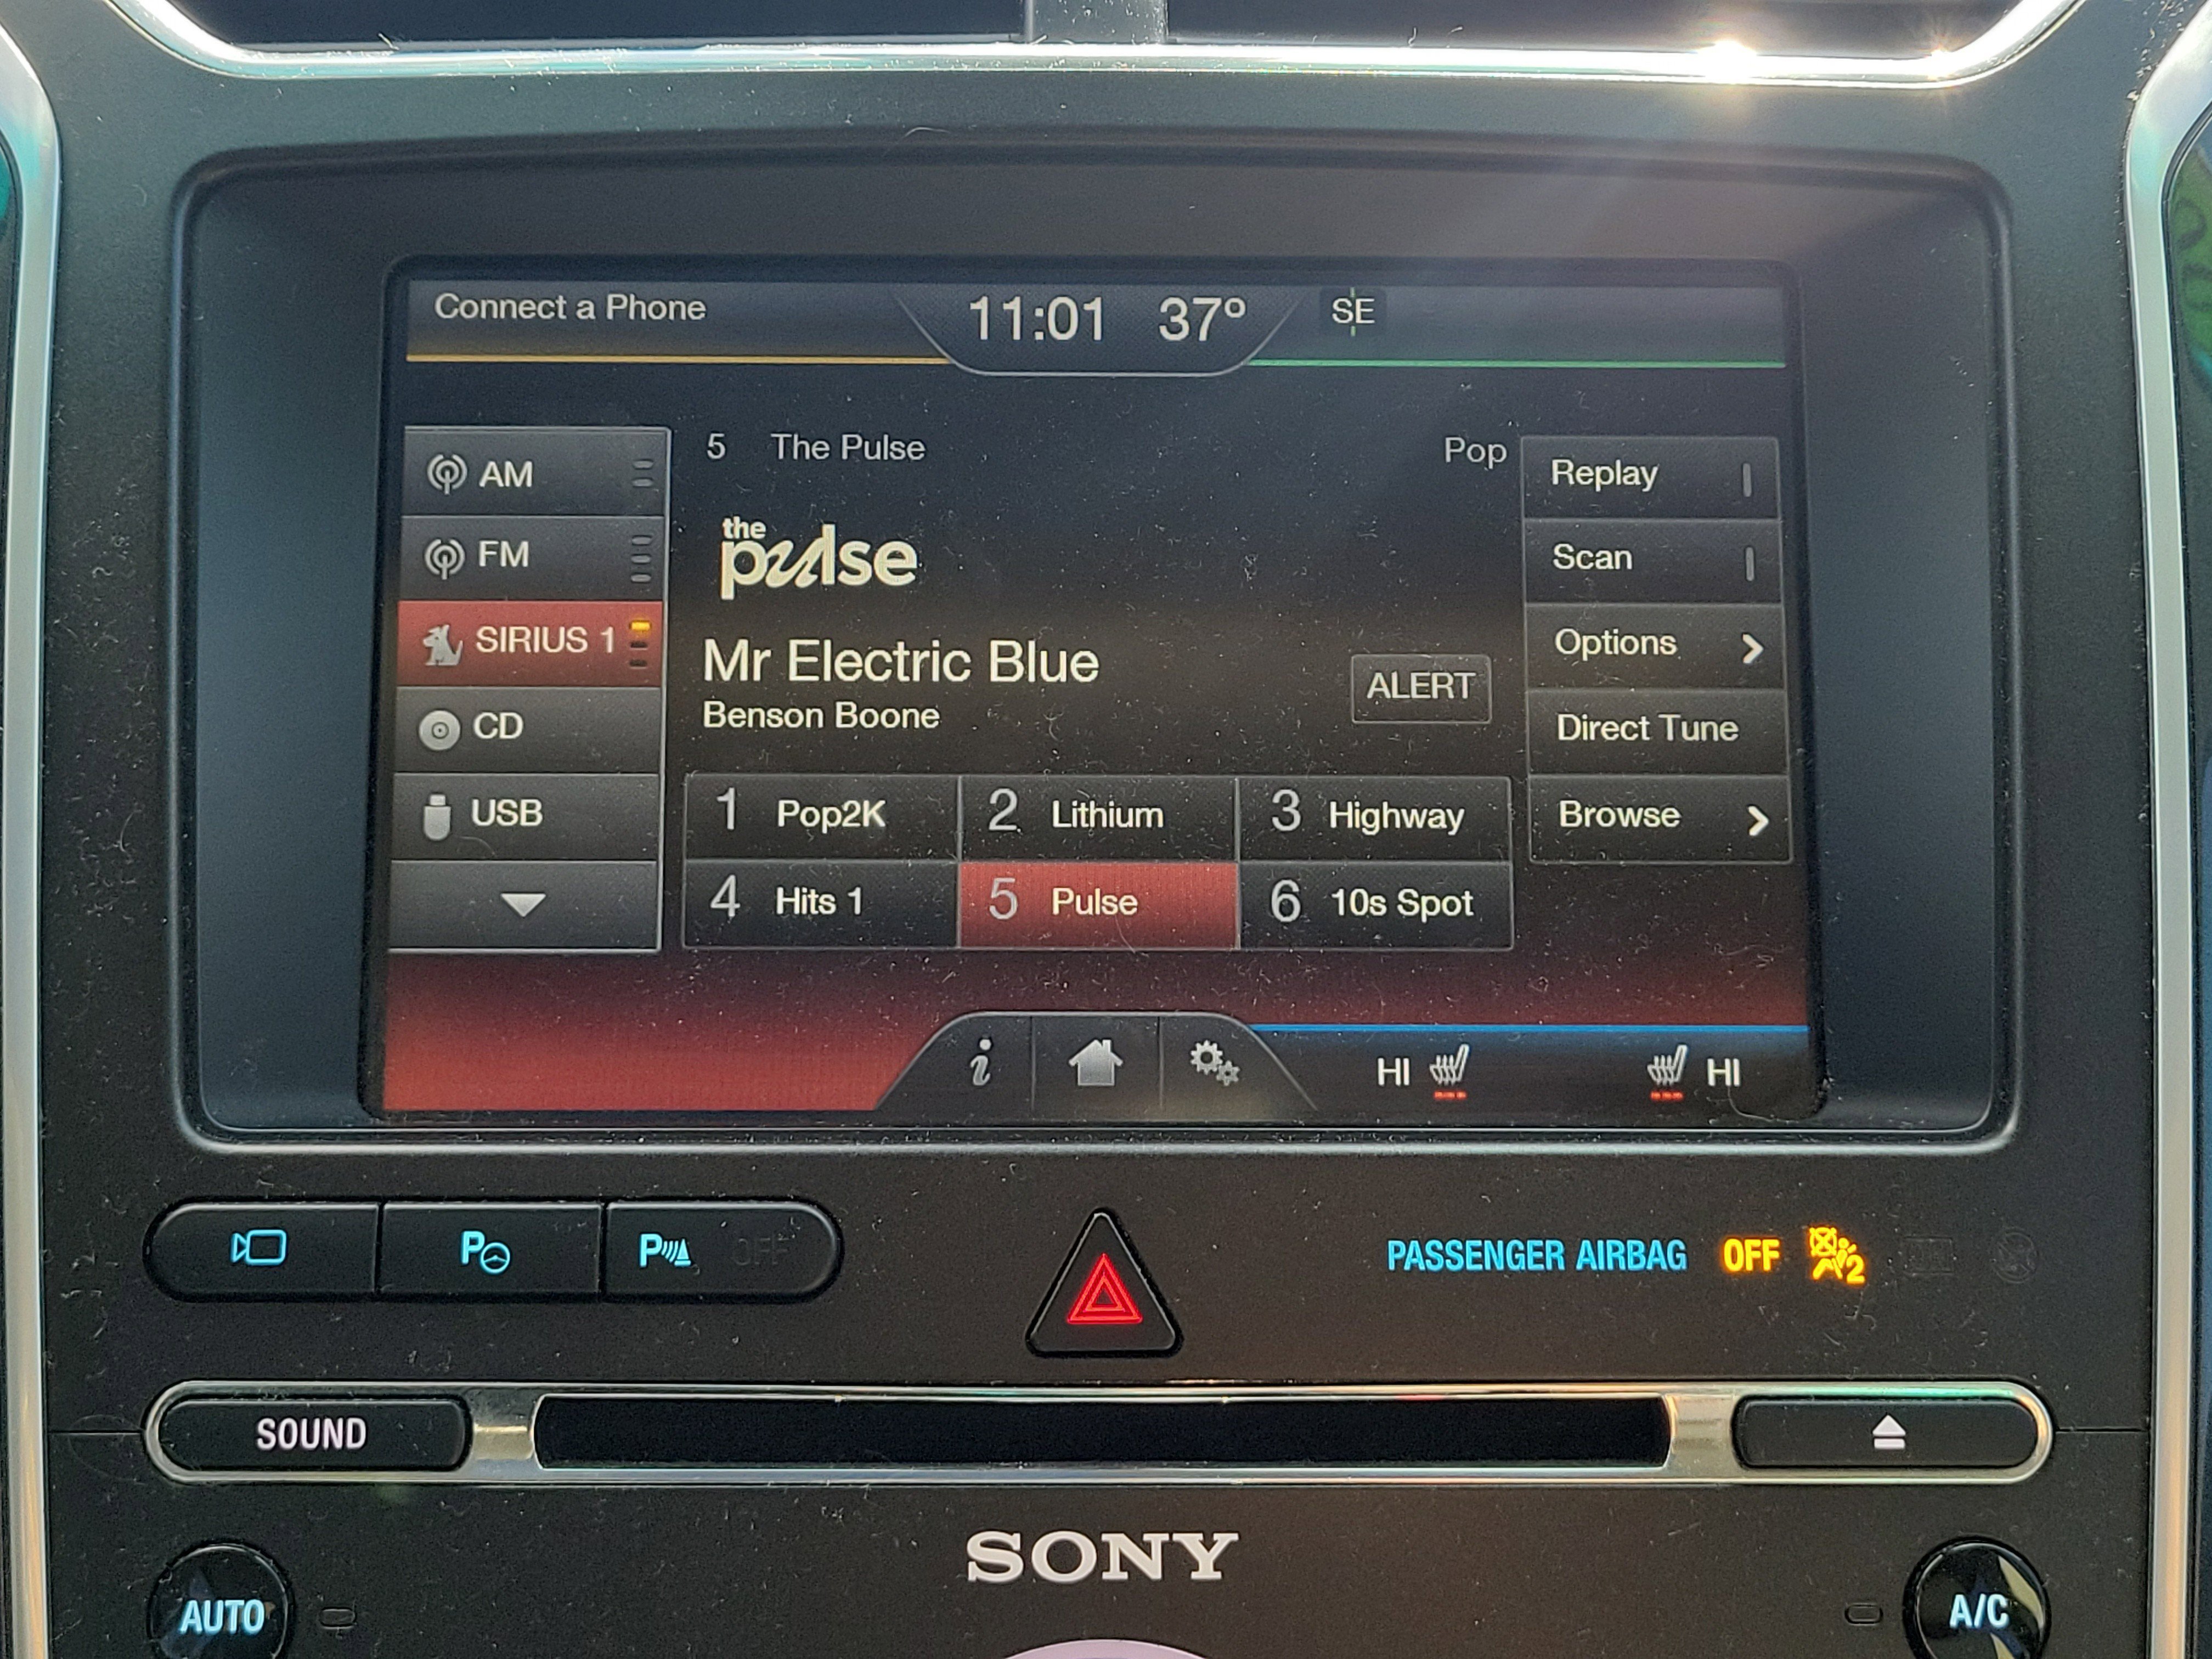 Connect a Phone
11:01 37° SE
AM
FM
SIRIUS 1
CD
USB
5 The Pulse Pop
the
pulse
Mr Electric Blue
Benson Boone
ALERT
1 Pop2K 2 Lithium 3 Highway
4 Hits 1 5 Pulse 6 10s Spot
Replay
Scan
Options
Direct Tune
Browse
i
HI HI
P P OFF
PASSENGER AIRBAG OFF 2
SOUND
SONY
AUTO
A/C